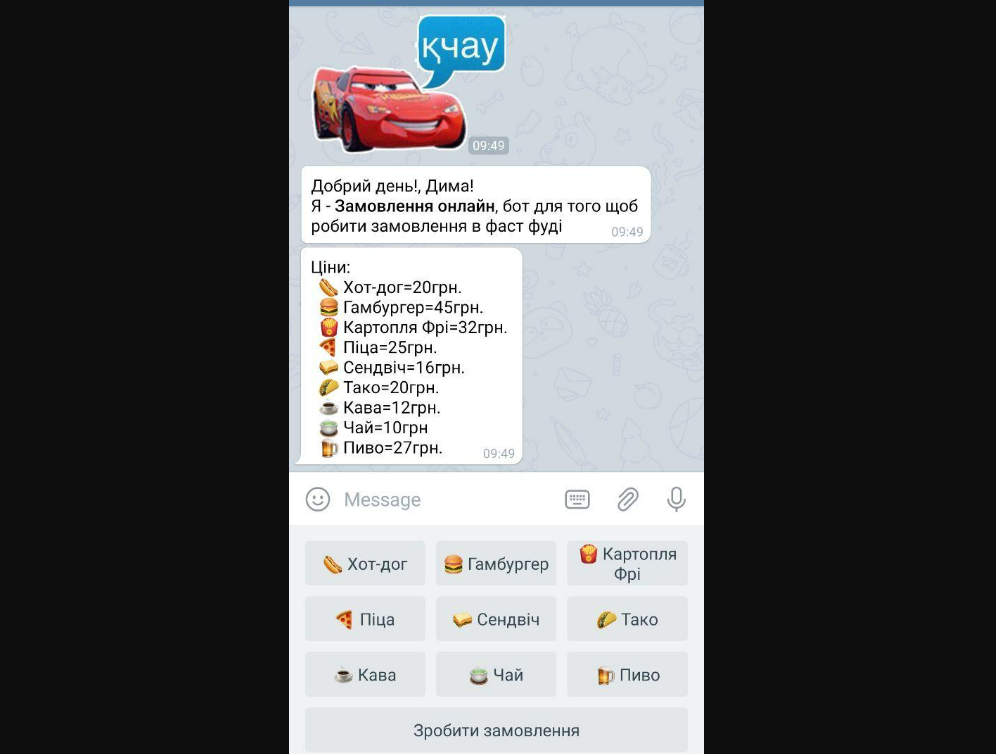 қчау
09:49
Добрий день!, Дима!
Я - Замовлення онлайн, бот для того щоб
робити замовлення в фаст фуді
09:49
Ціни:
🌭 Хот-дог=20грн.
🍔 Гамбургер=45грн.
🍟 Картопля Фрі=32грн.
🍕 Піца=25грн.
🥪 Сендвіч=16грн.
🌮 Тако=20грн.
☕ Кава=12грн.
🍵 Чай=10грн
🍺 Пиво=27грн.
09:49
Message
🌭 Хот-дог
🍔 Гамбургер
🍟 Картопля
Фрі
🍕 Піца
🥪 Сендвіч
🌮 Тако
☕ Кава
🍵 Чай
🍺 Пиво
Зробити замовлення